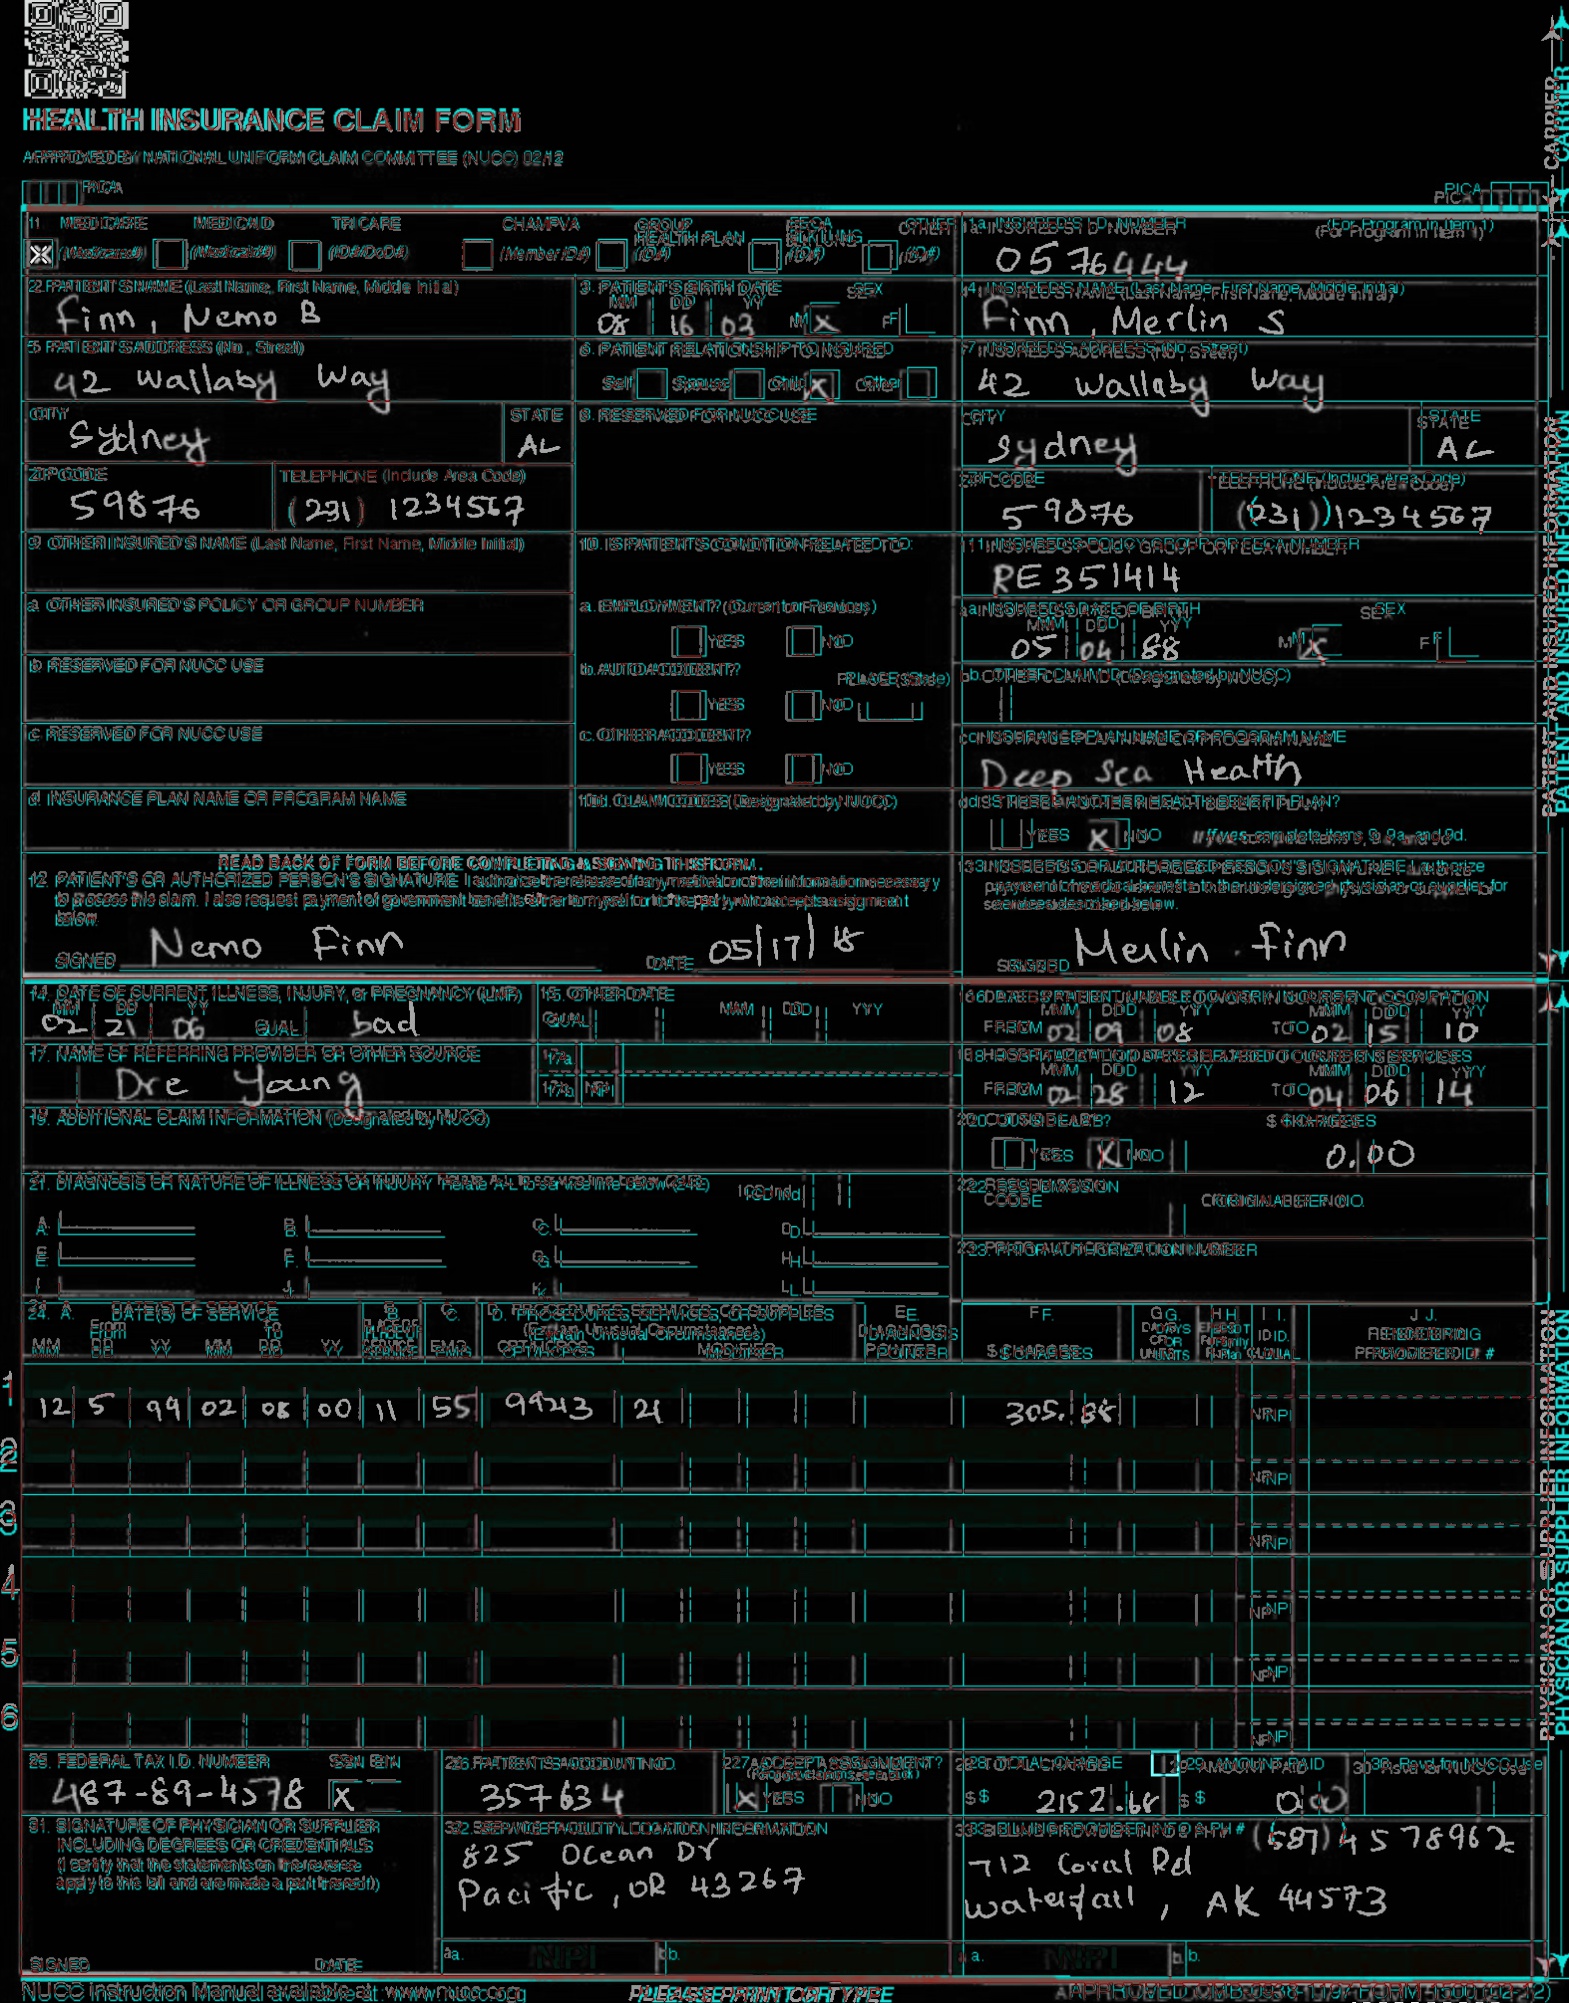 HEALTH INSURANCE CLAIM FORM
APPROVED BY NATIONAL UNIFORM CLAIM COMMITTEE (NUCC) 02/12
PICA
PICA
CARRIER
1. MEDICARE MEDICAID TRICARE CHAMPVA GROUP HEALTH PLAN FECA BLK LUNG OTHER
(Medicare#) (Medicaid#) (ID#/DoD#) (Member ID#) (ID#) (ID#) (ID#)
1a. INSURED'S I.D. NUMBER (For Program in Item 1)
0576444
2. PATIENT'S NAME (Last Name, First Name, Middle Initial)
Finn, Nemo B
3. PATIENT'S BIRTH DATE SEX
MM DD YY
08 16 03 M X F
4. INSURED'S NAME (Last Name, First Name, Middle Initial)
Finn, Merlin S
5. PATIENT'S ADDRESS (No., Street)
42 Wallaby Way
6. PATIENT RELATIONSHIP TO INSURED
Self Spouse Child X Other
7. INSURED'S ADDRESS (No., Street)
42 Wallaby Way
CITY STATE
Sydney AL
8. RESERVED FOR NUCC USE
CITY STATE
Sydney AL
ZIP CODE TELEPHONE (Include Area Code)
59876 (231) 1234567
ZIP CODE TELEPHONE (Include Area Code)
59876 (231) 1234567
9. OTHER INSURED'S NAME (Last Name, First Name, Middle Initial)
10. IS PATIENT'S CONDITION RELATED TO:
11. INSURED'S POLICY GROUP OR FECA NUMBER
RE351414
a. OTHER INSURED'S POLICY OR GROUP NUMBER
a. EMPLOYMENT? (Current or Previous)
YES NO
a. INSURED'S DATE OF BIRTH SEX
MM DD YY
05 04 88 M X F
b. RESERVED FOR NUCC USE
b. AUTO ACCIDENT? PLACE (State)
YES NO
b. OTHER CLAIM ID (Designated by NUCC)
c. RESERVED FOR NUCC USE
c. OTHER ACCIDENT?
YES NO
c. INSURANCE PLAN NAME OR PROGRAM NAME
Deep Sea Health
d. INSURANCE PLAN NAME OR PROGRAM NAME
10d. CLAIM CODES (Designated by NUCC)
d. IS THERE ANOTHER HEALTH BENEFIT PLAN?
YES X NO If yes, complete items 9, 9a, and 9d.
READ BACK OF FORM BEFORE COMPLETING & SIGNING THIS FORM.
12. PATIENT'S OR AUTHORIZED PERSON'S SIGNATURE I authorize the release of any medical or other information necessary
to process this claim. I also request payment of government benefits either to myself or to the party who accepts assignment
below.
SIGNED Nemo Finn DATE 05/17/18
13. INSURED'S OR AUTHORIZED PERSON'S SIGNATURE I authorize
payment of medical benefits to the undersigned physician or supplier for
services described below.
SIGNED Merlin Finn
PATIENT AND INSURED INFORMATION
14. DATE OF CURRENT ILLNESS, INJURY, or PREGNANCY (LMP)
MM DD YY
02 21 06 QUAL. bad
15. OTHER DATE
QUAL. MM DD YY
16. DATES PATIENT UNABLE TO WORK IN CURRENT OCCUPATION
MM DD YY MM DD YY
FROM 02 09 08 TO 02 15 10
17. NAME OF REFERRING PROVIDER OR OTHER SOURCE
Dre Young
17a.
17b. NPI
18. HOSPITALIZATION DATES RELATED TO CURRENT SERVICES
MM DD YY MM DD YY
FROM 02 28 12 TO 04 06 14
19. ADDITIONAL CLAIM INFORMATION (Designated by NUCC)
20. OUTSIDE LAB? $ CHARGES
YES X NO 0.00
21. DIAGNOSIS OR NATURE OF ILLNESS OR INJURY Relate A-L to service line below (24E) ICD Ind.
A. B. C. D.
E. F. G. H.
I. J. K. L.
22. RESUBMISSION CODE ORIGINAL REF. NO.
23. PRIOR AUTHORIZATION NUMBER
24. A. DATE(S) OF SERVICE B. C. D. PROCEDURES, SERVICES, OR SUPPLIES E. F. G. H. I. J.
From To PLACE OF SERVICE (Explain Unusual Circumstances) DIAGNOSIS POINTER DAYS OR UNITS EPSDT Family Plan ID. QUAL. RENDERING PROVIDER ID. #
MM DD YY MM DD YY EMG CPT/HCPCS MODIFIER $ CHARGES
1 12 5 99 02 08 00 11 55 99213 21 305. 88 NPI
2 NPI
3 NPI
4 NPI
5 NPI
6 NPI
25. FEDERAL TAX I.D. NUMBER SSN EIN
487-89-4578 X
26. PATIENT'S ACCOUNT NO.
357634
27. ACCEPT ASSIGNMENT?
(For govt. claims, see back)
X YES NO
28. TOTAL CHARGE
$ 2152.68
29. AMOUNT PAID
$ 0.00
30. Rsvd for NUCC Use
31. SIGNATURE OF PHYSICIAN OR SUPPLIER
INCLUDING DEGREES OR CREDENTIALS
(I certify that the statements on the reverse
apply to this bill and are made a part thereof.)
SIGNED DATE
32. SERVICE FACILITY LOCATION INFORMATION
825 Ocean Dr
Pacific, OR 43267
a. NPI b.
33. BILLING PROVIDER INFO & PH # (587)4578962
712 Coral Rd
Waterfall, AK 44573
a. NPI b.
PHYSICIAN OR SUPPLIER INFORMATION
NUCC Instruction Manual available at: www.nucc.org
PLEASE PRINT OR TYPE